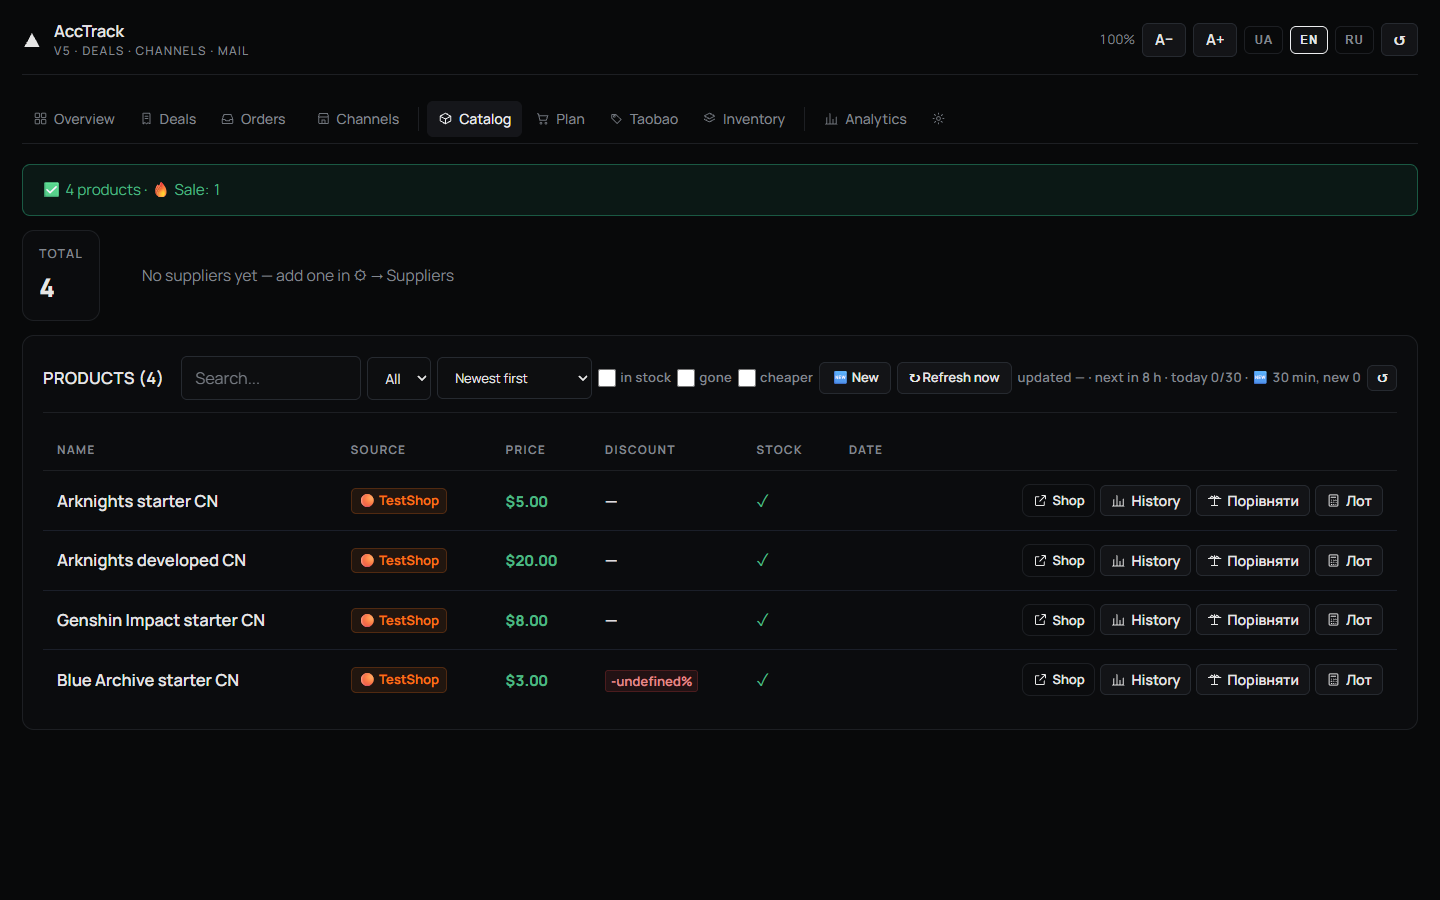 AccTrack
V5 · DEALS · CHANNELS · MAIL
100% A− A+ UA EN RU ↺
Overview Deals Orders Channels Catalog Plan Taobao Inventory Analytics
✅ 4 products · 🔥 Sale: 1
TOTAL
4
No suppliers yet — add one in ⚙ → Suppliers
PRODUCTS (4) Search... All Newest first in stock gone cheaper 🆕 New ↻ Refresh now updated — · next in 8 h · today 0/30 · 🆕 30 min, new 0 ↺
NAME SOURCE PRICE DISCOUNT STOCK DATE
Arknights starter CN TestShop $5.00 — ✓ Shop History Порівняти Лот
Arknights developed CN TestShop $20.00 — ✓ Shop History Порівняти Лот
Genshin Impact starter CN TestShop $8.00 — ✓ Shop History Порівняти Лот
Blue Archive starter CN TestShop $3.00 -undefined% ✓ Shop History Порівняти Лот